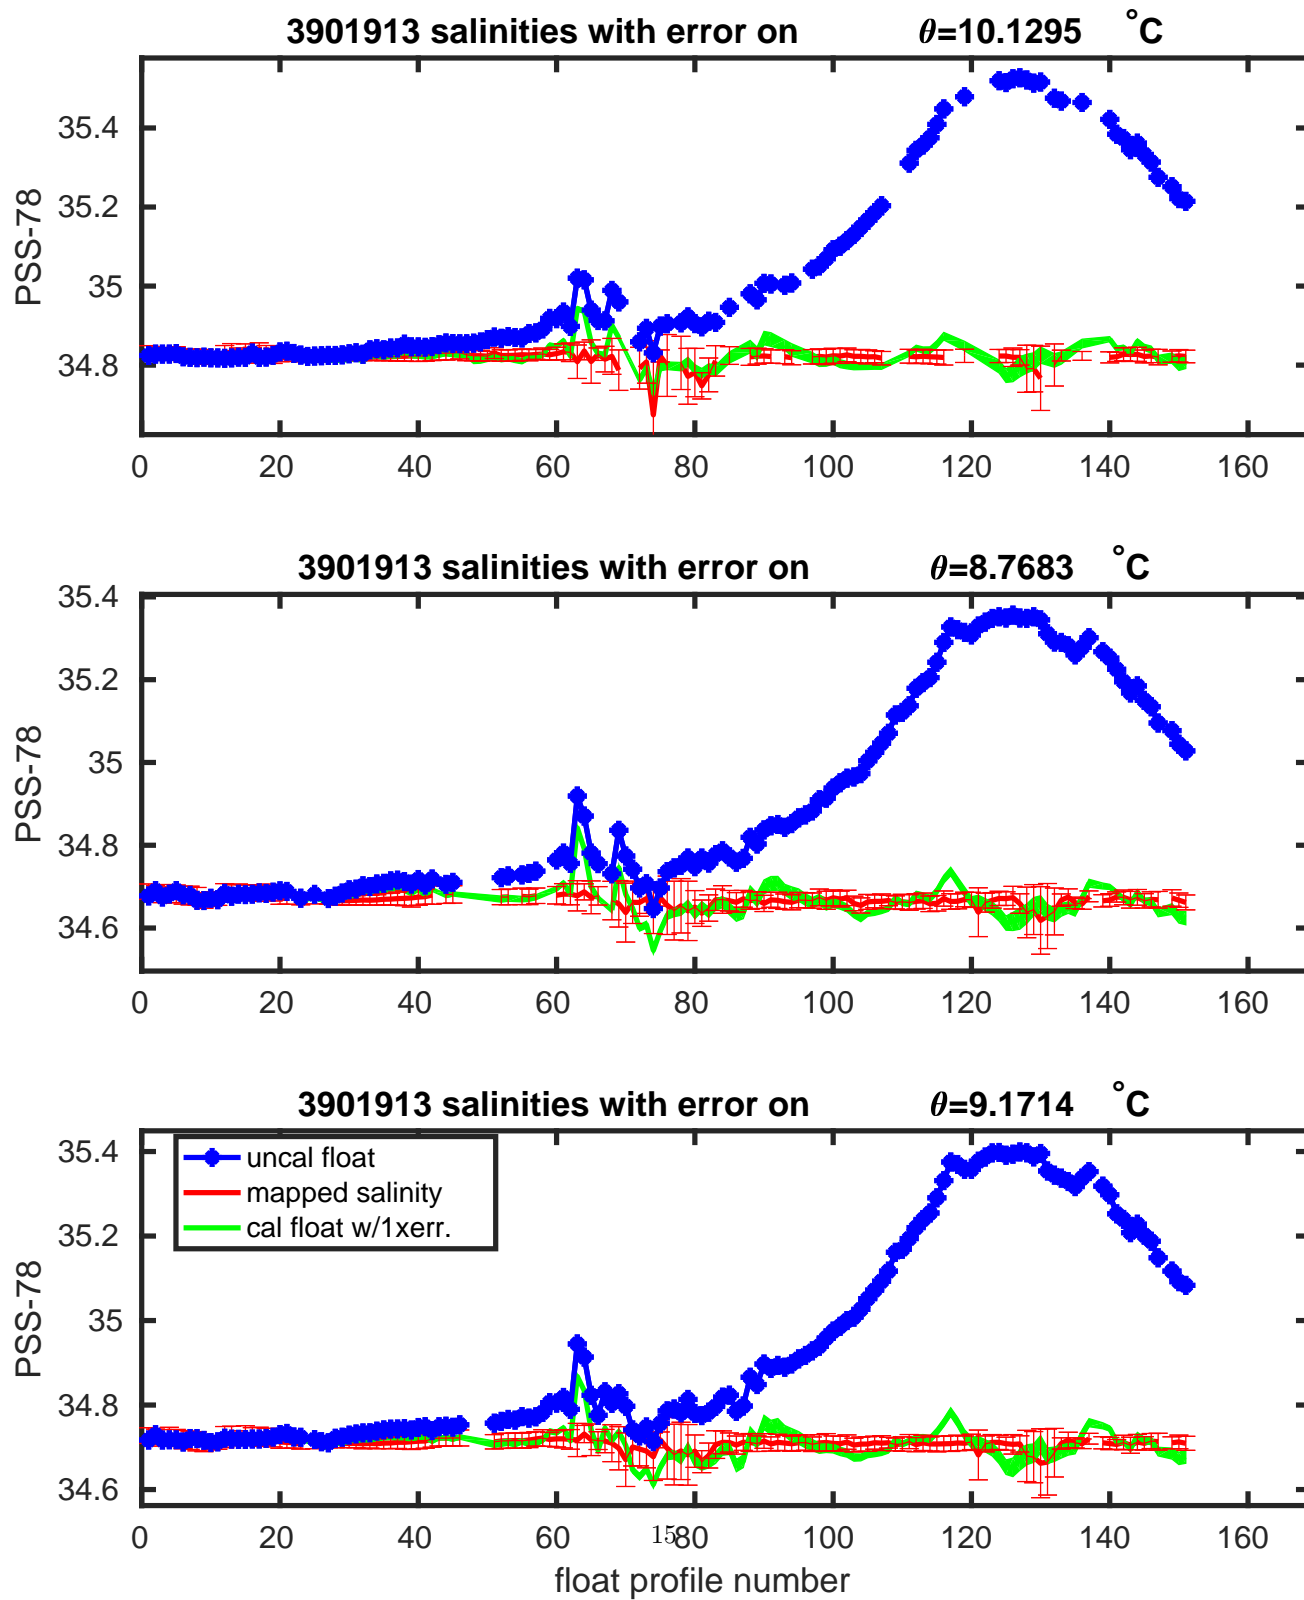 3901913 salinities with error on θ=10.1295 °C
35.4
35.2
35
34.8
PSS-78
0 20 40 60 80 100 120 140 160
3901913 salinities with error on θ=8.7683 °C
35.4
35.2
35
34.8
34.6
PSS-78
0 20 40 60 80 100 120 140 160
3901913 salinities with error on θ=9.1714 °C
uncal float
mapped salinity
cal float w/1xerr.
35.4
35.2
35
34.8
34.6
PSS-78
0 20 40 60 80 100 120 140 160
15
float profile number